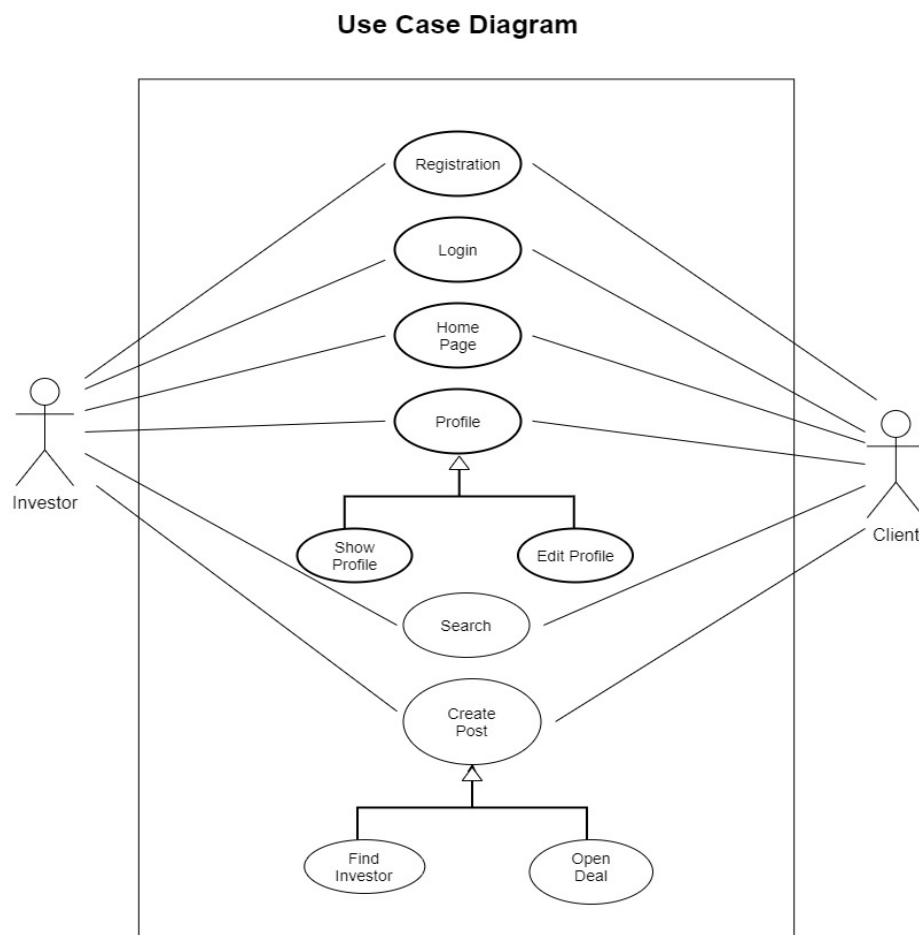 Use Case Diagram
Registration
Login
Home
Page
Profile
Investor
Client
Show
Profile
Edit Profile
Search
Create
Post
Find
Investor
Open
Deal